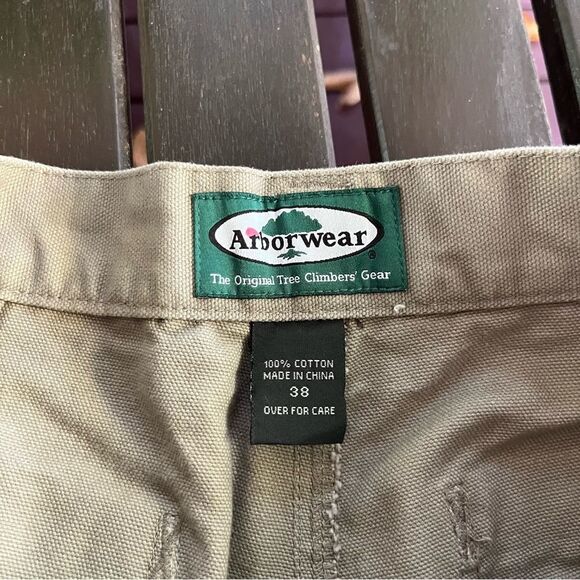 Arborwear®
The Original Tree Climbers' Gear
100% COTTON
MADE IN CHINA
38
OVER FOR CARE